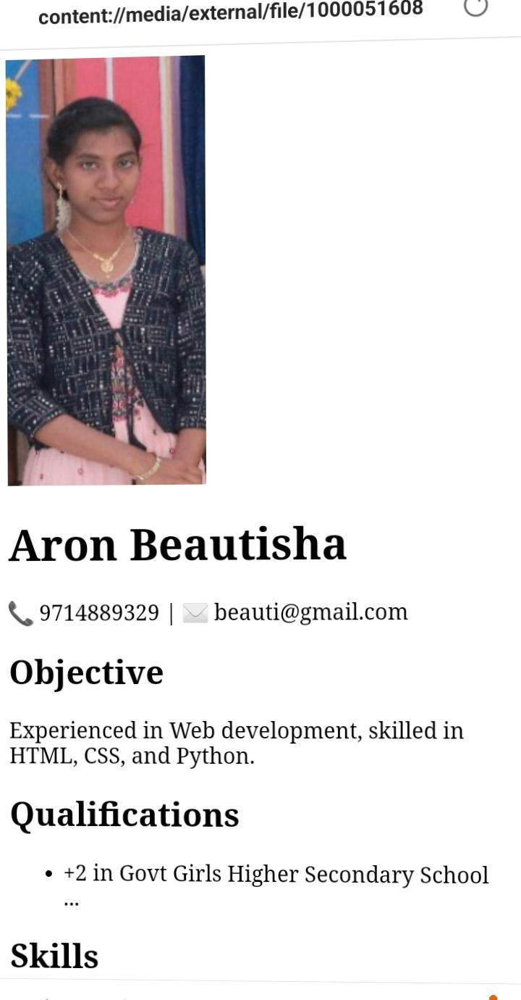 content://media/external/file/1000051608
Aron Beautisha
📞 9714889329 | ✉️ beauti@gmail.com
Objective
Experienced in Web development, skilled in
HTML, CSS, and Python.
Qualifications
• +2 in Govt Girls Higher Secondary School
...
Skills